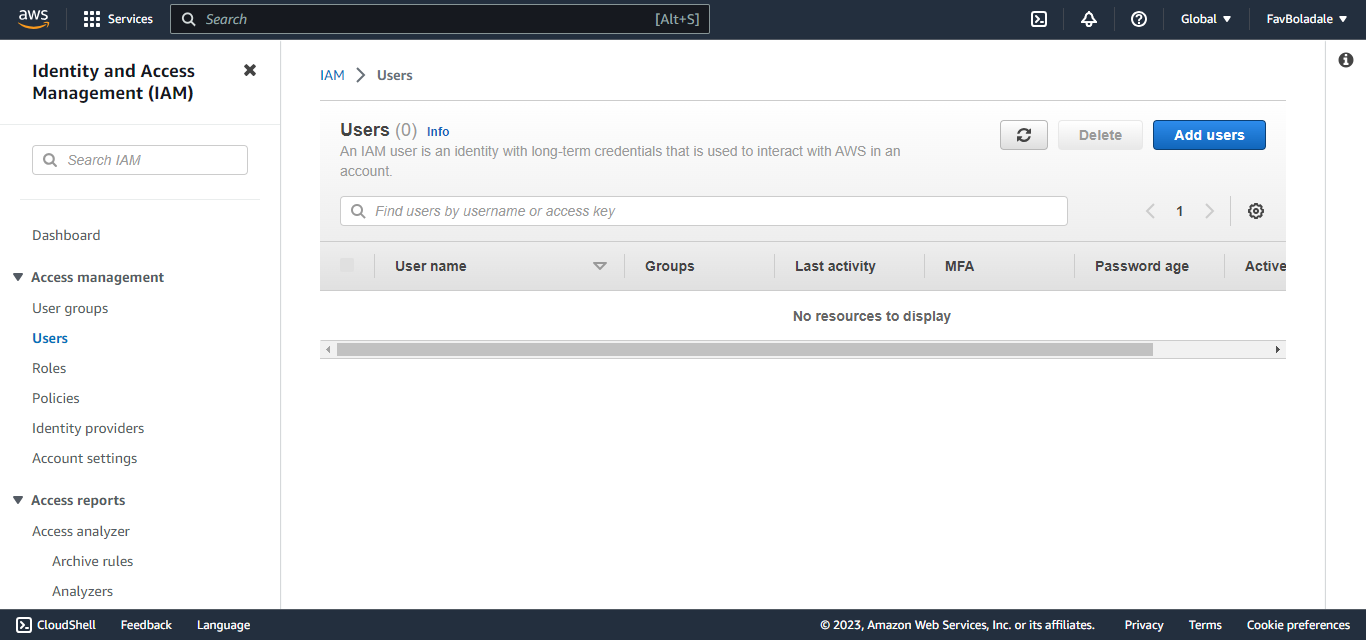 aws
Services
Search
[Alt+S]
Global
FavBoladale
Identity and Access
Management (IAM)
Search IAM
Dashboard
Access management
User groups
Users
Roles
Policies
Identity providers
Account settings
Access reports
Access analyzer
Archive rules
Analyzers
IAM
Users
Users (0) Info
An IAM user is an identity with long-term credentials that is used to interact with AWS in an
account.
Delete
Add users
Find users by username or access key
1
User name
Groups
Last activity
MFA
Password age
Active
No resources to display
CloudShell
Feedback
Language
© 2023, Amazon Web Services, Inc. or its affiliates.
Privacy
Terms
Cookie preferences